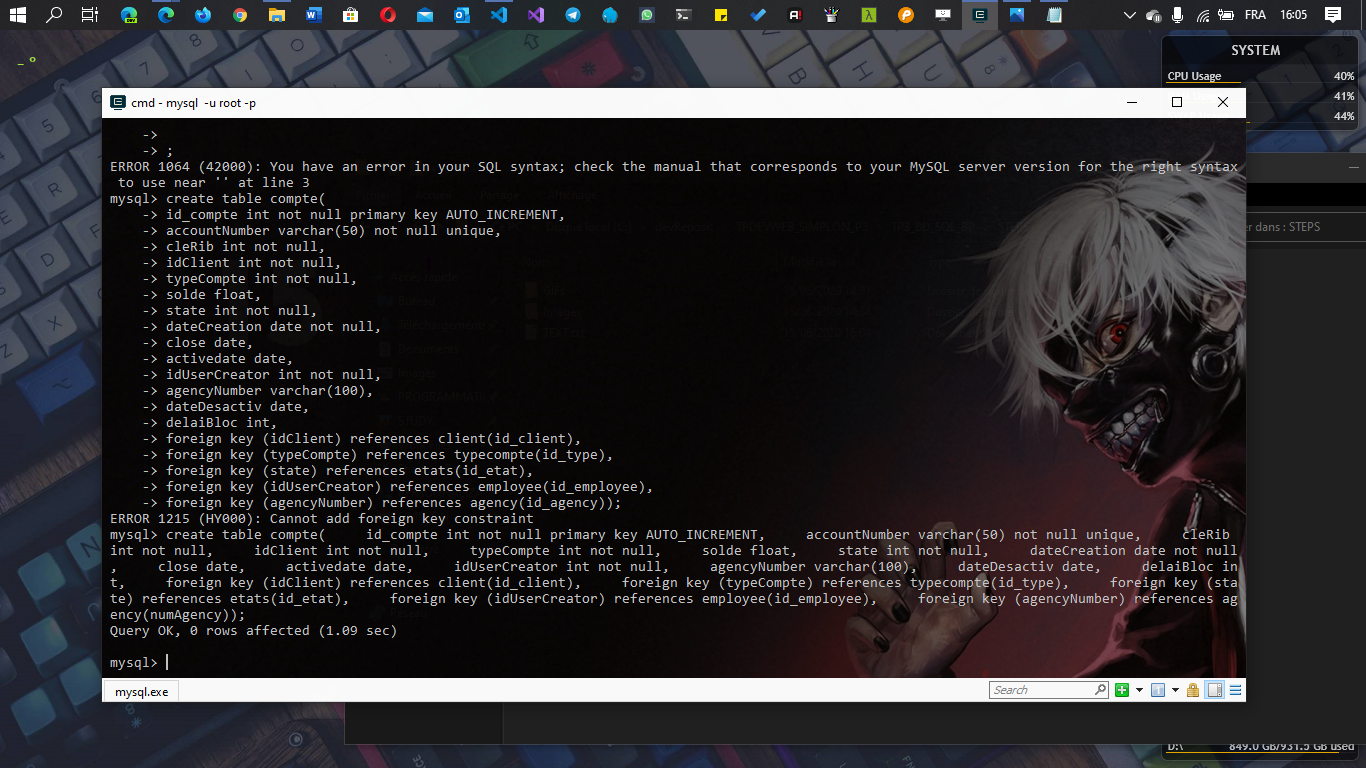 FRA
16:05
SYSTEM
CPU Usage 40%
41%
44%
cmd - mysql -u root -p
->
-> ;
ERROR 1064 (42000): You have an error in your SQL syntax; check the manual that corresponds to your MySQL server version for the right syntax
to use near '' at line 3
mysql> create table compte(
-> id_compte int not null primary key AUTO_INCREMENT,
-> accountNumber varchar(50) not null unique,
-> cleRib int not null,
-> idClient int not null,
-> typeCompte int not null,
-> solde float,
-> state int not null,
-> dateCreation date not null,
-> close date,
-> activedate date,
-> idUserCreator int not null,
-> agencyNumber varchar(100),
-> dateDesactiv date,
-> delaiBloc int,
-> foreign key (idClient) references client(id_client),
-> foreign key (typeCompte) references typecompte(id_type),
-> foreign key (state) references etats(id_etat),
-> foreign key (idUserCreator) references employee(id_employee),
-> foreign key (agencyNumber) references agency(id_agency));
ERROR 1215 (HY000): Cannot add foreign key constraint
mysql> create table compte( id_compte int not null primary key AUTO_INCREMENT, accountNumber varchar(50) not null unique, cleRib
int not null, idClient int not null, typeCompte int not null, solde float, state int not null, dateCreation date not null
, close date, activedate date, idUserCreator int not null, agencyNumber varchar(100), dateDesactiv date, delaiBloc in
t, foreign key (idClient) references client(id_client), foreign key (typeCompte) references typecompte(id_type), foreign key (sta
te) references etats(id_etat), foreign key (idUserCreator) references employee(id_employee), foreign key (agencyNumber) references ag
ency(numAgency));
Query OK, 0 rows affected (1.09 sec)
mysql>
er dans : STEPS
mysql.exe
Search
D:\ 849.0 GB/931.5 GB used